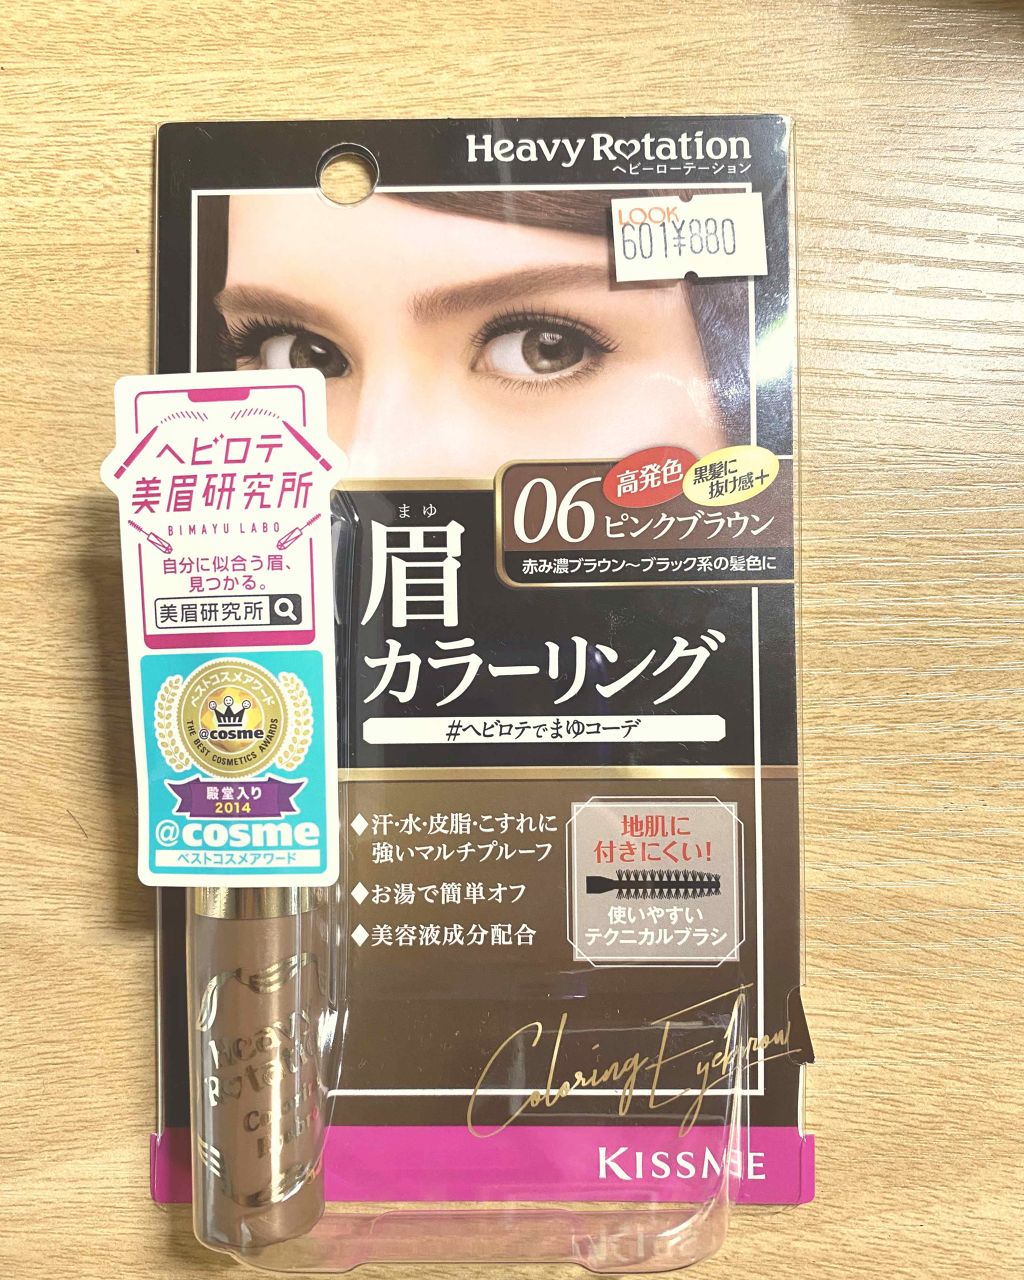 Heavy Rotation
ヘビーローテーション
LOOK
601¥880
ヘビロテ
美眉研究所
BIMAYU LABO
自分に似合う眉、
見つかる。
美眉研究所
ベストコスメアワード
@cosme
THE BEST COSMETICS AWARDS
殿堂入り
2014
@cosme
ベストコスメアワード
高発色
黒髪に
抜け感+
06 ピンクブラウン
赤み濃ブラウン～ブラック系の髪色に
まゆ
眉
カラーリング
#ヘビロテでまゆコーデ
◆汗・水・皮脂・こすれに
強いマルチプルーフ
◆お湯で簡単オフ
◆美容液成分配合
地肌に
付きにくい!
使いやすい
テクニカルブラシ
Coloring Eyebrow
KISSME
Heavy
Rotation